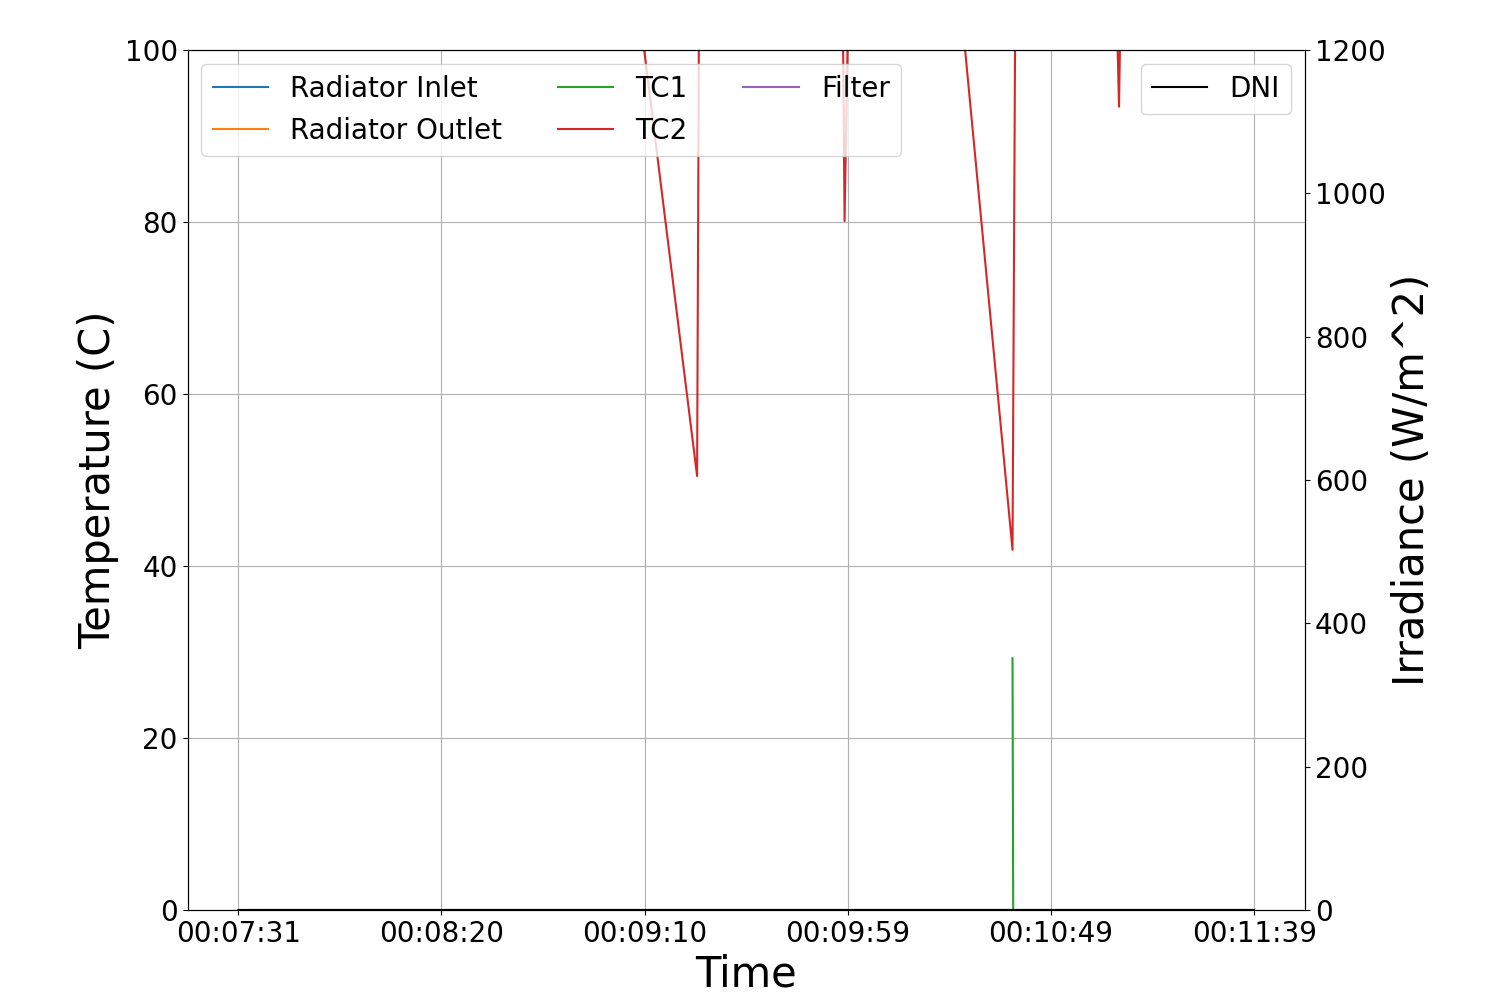 100
80
60
40
20
0
Temperature (C)
Radiator Inlet
Radiator Outlet
TC1
TC2
Filter
DNI
1200
1000
800
600
400
200
0
Irradiance (W/m^2)
00:07:31 00:08:20 00:09:10 00:09:59 00:10:49 00:11:39
Time